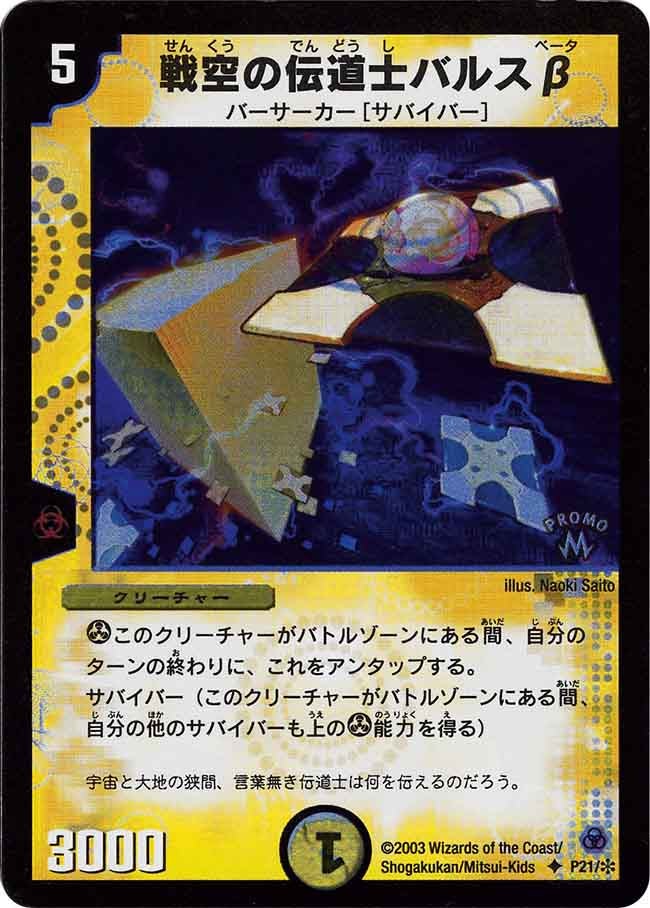 5
せんくう でんどうし ベータ
戦空の伝道士バルスβ
バーサーカー[サバイバー]
PROMO
illus. Naoki Saito
クリーチャー
このクリーチャーがバトルゾーンにある間、自分の
ターンの終わりに、これをアンタップする。
サバイバー（このクリーチャーがバトルゾーンにある間、
自分の他のサバイバーも上の能力を得る）
宇宙と大地の狭間、言葉無き伝道士は何を伝えるのだろう。
3000
1
©2003 Wizards of the Coast/
Shogakukan/Mitsui-Kids
P21/